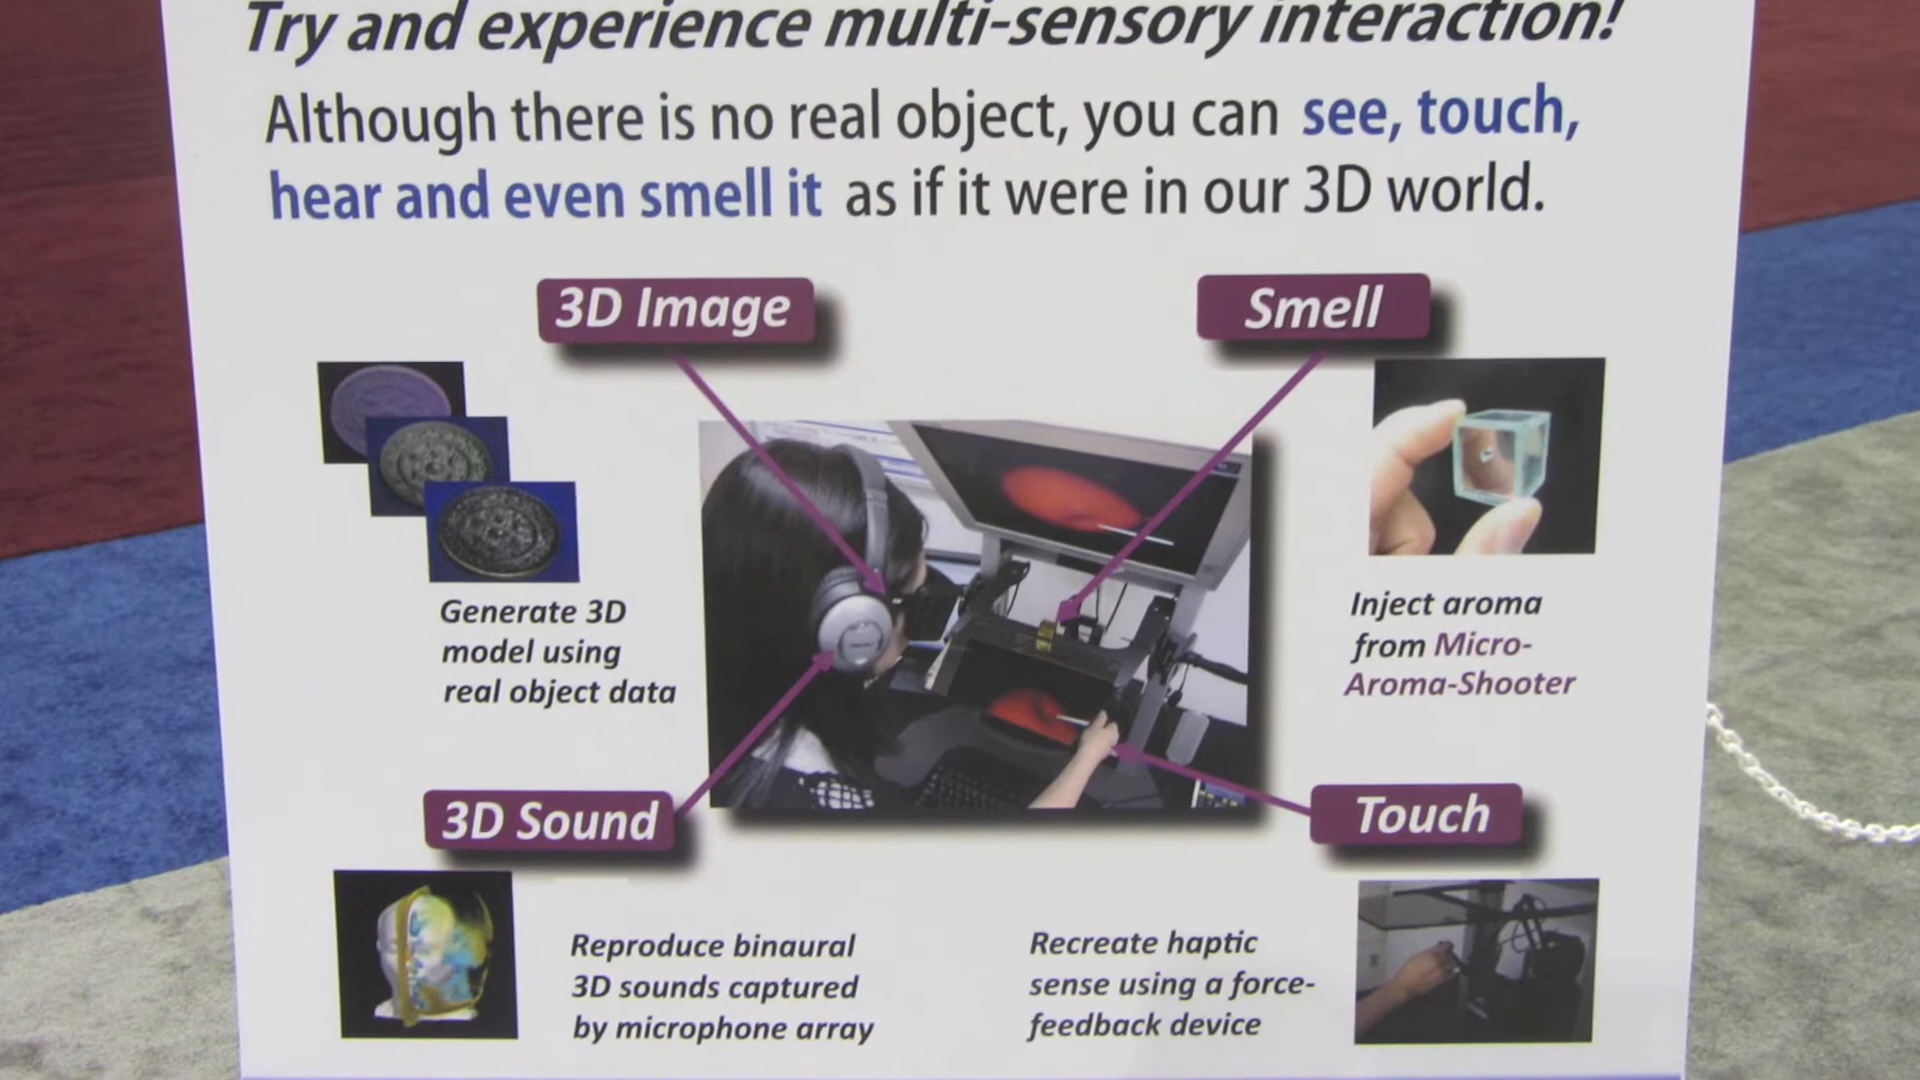 Try and experience multi-sensory interaction!
Although there is no real object, you can see, touch,
hear and even smell it as if it were in our 3D world.
3D Image
Smell
Generate 3D
model using
real object data
Inject aroma
from Micro-
Aroma-Shooter
3D Sound
Touch
Reproduce binaural
3D sounds captured
by microphone array
Recreate haptic
sense using a force-
feedback device